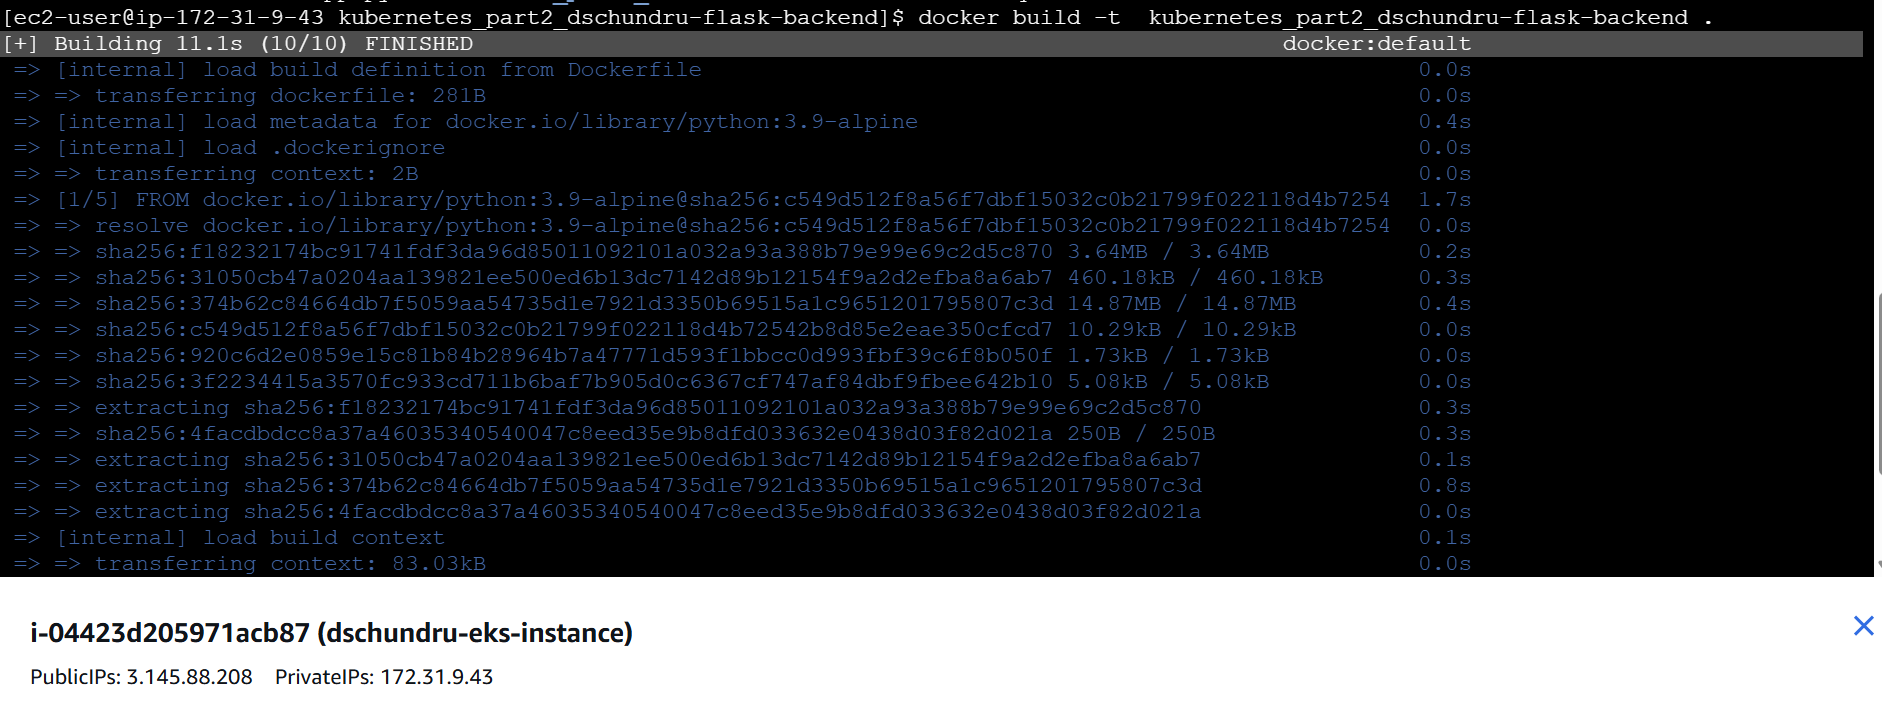 [ec2-user@ip-172-31-9-43 kubernetes_part2_dschundru-flask-backend]$ docker build -t  kubernetes_part2_dschundru-flask-backend .
[+] Building 11.1s (10/10) FINISHED docker:default
=> [internal] load build definition from Dockerfile 0.0s
=> => transferring dockerfile: 281B 0.0s
=> [internal] load metadata for docker.io/library/python:3.9-alpine 0.4s
=> [internal] load .dockerignore 0.0s
=> => transferring context: 2B 0.0s
=> [1/5] FROM docker.io/library/python:3.9-alpine@sha256:c549d512f8a56f7dbf15032c0b21799f022118d4b7254 1.7s
=> => resolve docker.io/library/python:3.9-alpine@sha256:c549d512f8a56f7dbf15032c0b21799f022118d4b7254 0.0s
=> => sha256:f18232174bc91741fdf3da96d85011092101a032a93a388b79e99e69c2d5c870 3.64MB / 3.64MB 0.2s
=> => sha256:31050cb47a0204aa139821ee500ed6b13dc7142d89b12154f9a2d2efba8a6ab7 460.18kB / 460.18kB 0.3s
=> => sha256:374b62c84664db7f5059aa54735d1e7921d3350b69515a1c9651201795807c3d 14.87MB / 14.87MB 0.4s
=> => sha256:c549d512f8a56f7dbf15032c0b21799f022118d4b72542b8d85e2eae350cfcd7 10.29kB / 10.29kB 0.0s
=> => sha256:920c6d2e0859e15c81b84b28964b7a47771d593f1bbcc0d993fbf39c6f8b050f 1.73kB / 1.73kB 0.0s
=> => sha256:3f2234415a3570fc933cd711b6baf7b905d0c6367cf747af84dbf9fbee642b10 5.08kB / 5.08kB 0.0s
=> => extracting sha256:f18232174bc91741fdf3da96d85011092101a032a93a388b79e99e69c2d5c870 0.3s
=> => sha256:4facdbdcc8a37a46035340540047c8eed35e9b8dfd033632e0438d03f82d021a 250B / 250B 0.3s
=> => extracting sha256:31050cb47a0204aa139821ee500ed6b13dc7142d89b12154f9a2d2efba8a6ab7 0.1s
=> => extracting sha256:374b62c84664db7f5059aa54735d1e7921d3350b69515a1c9651201795807c3d 0.8s
=> => extracting sha256:4facdbdcc8a37a46035340540047c8eed35e9b8dfd033632e0438d03f82d021a 0.0s
=> [internal] load build context 0.1s
=> => transferring context: 83.03kB 0.0s
i-04423d205971acb87 (dschundru-eks-instance)
PublicIPs: 3.145.88.208 PrivateIPs: 172.31.9.43